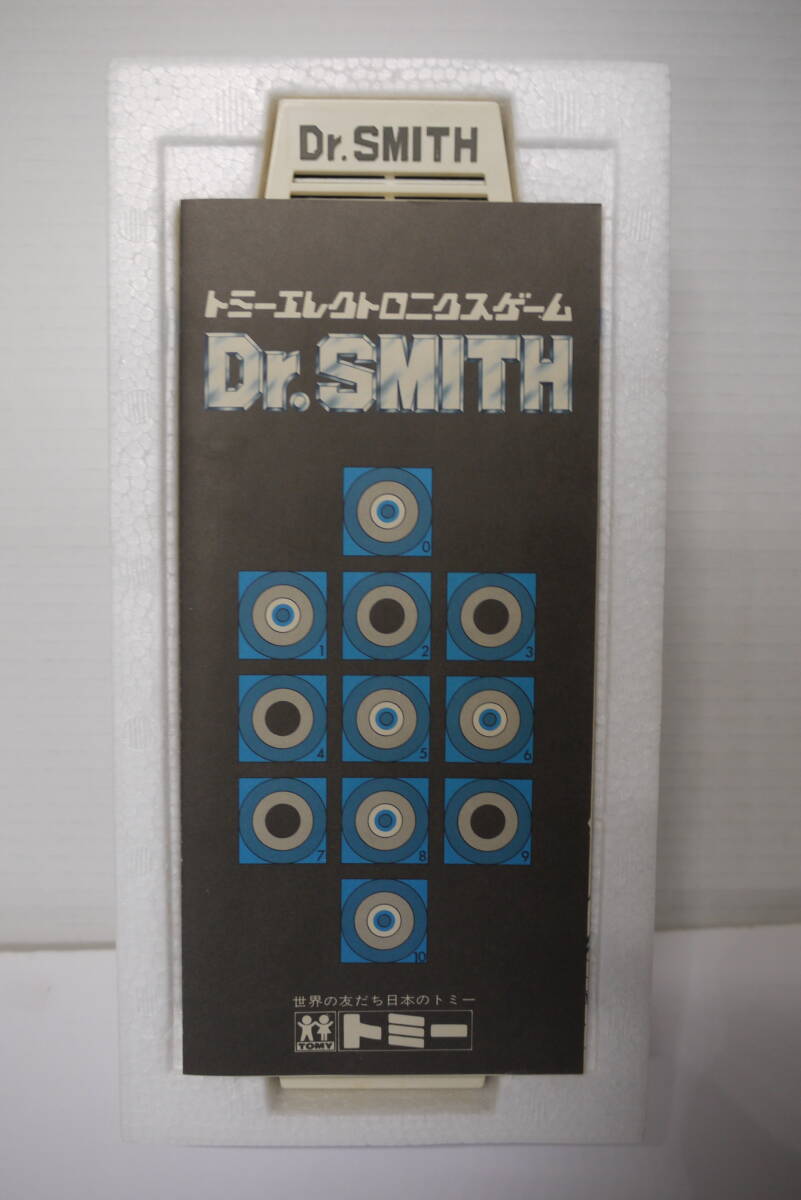 Dr.SMITH
トミーエレクトロニクスゲーム
Dr.SMITH
0
1 2 3
4 5 6
7 8 9
10
世界の友だち日本のトミー
TOMY トミー